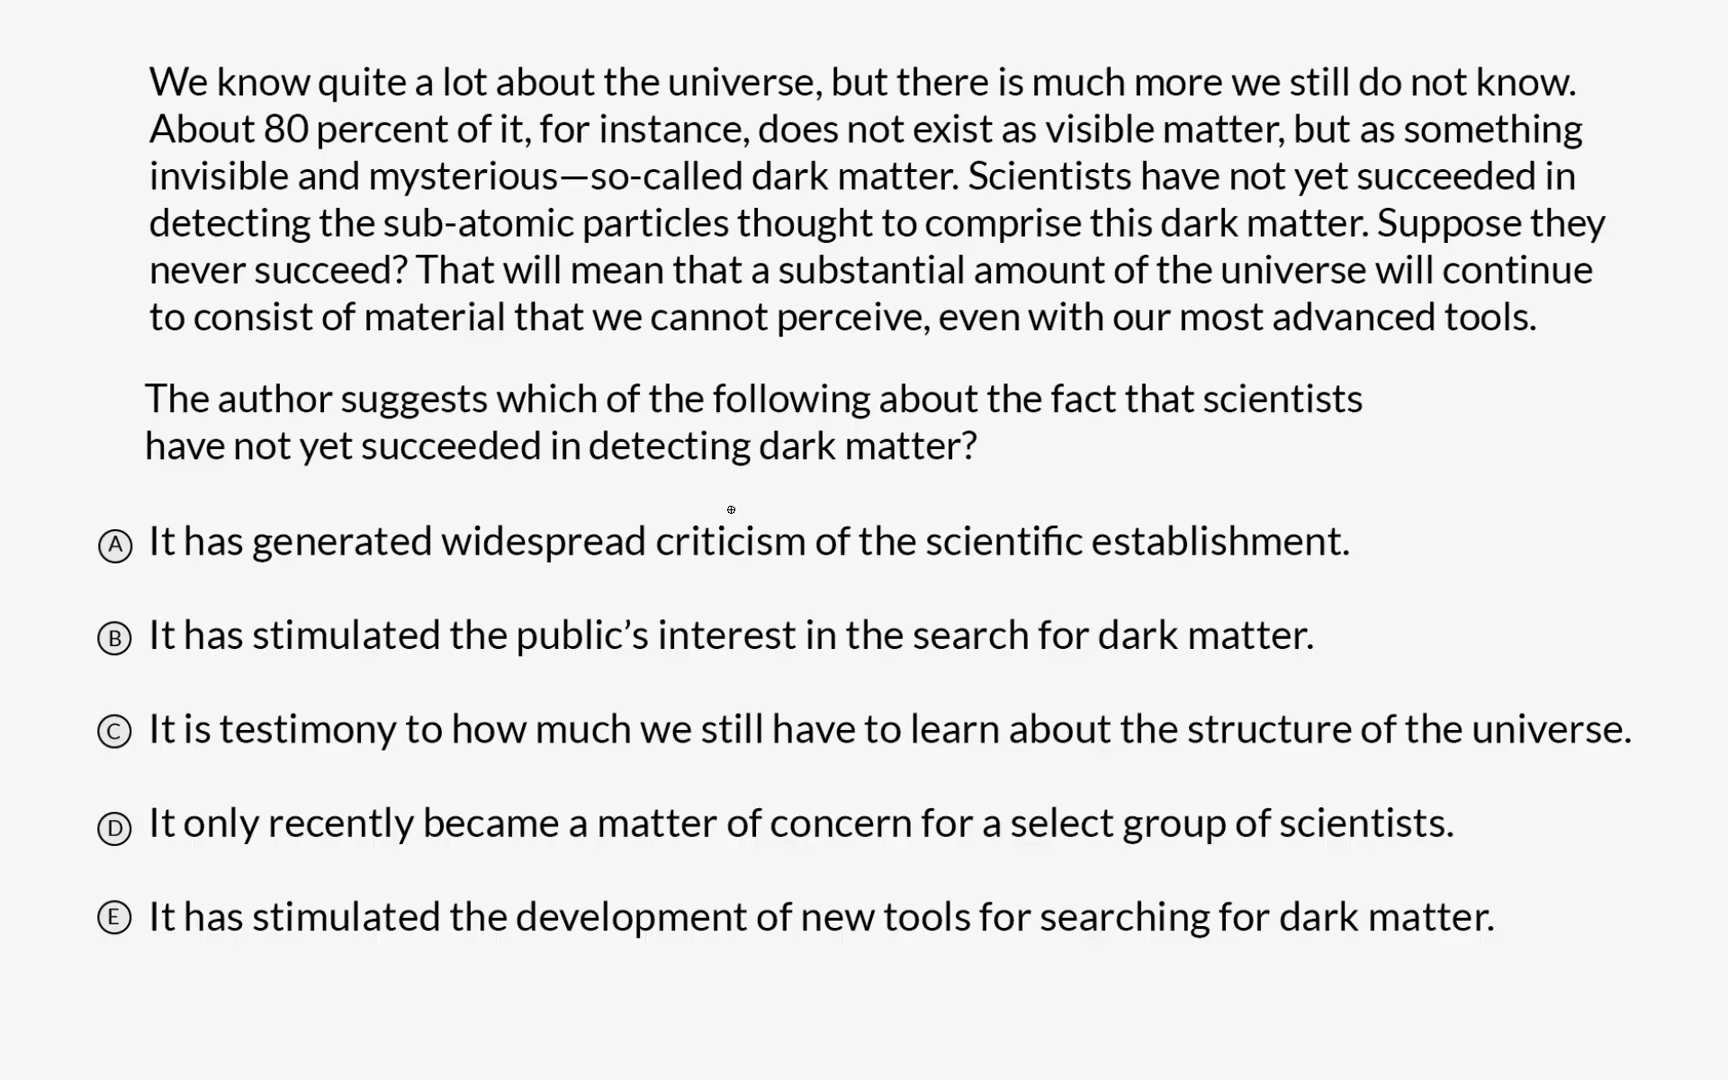 We know quite a lot about the universe, but there is much more we still do not know.
About 80 percent of it, for instance, does not exist as visible matter, but as something
invisible and mysterious—so-called dark matter. Scientists have not yet succeeded in
detecting the sub-atomic particles thought to comprise this dark matter. Suppose they
never succeed? That will mean that a substantial amount of the universe will continue
to consist of material that we cannot perceive, even with our most advanced tools.
The author suggests which of the following about the fact that scientists
have not yet succeeded in detecting dark matter?
A It has generated widespread criticism of the scientific establishment.
B It has stimulated the public’s interest in the search for dark matter.
C It is testimony to how much we still have to learn about the structure of the universe.
D It only recently became a matter of concern for a select group of scientists.
E It has stimulated the development of new tools for searching for dark matter.